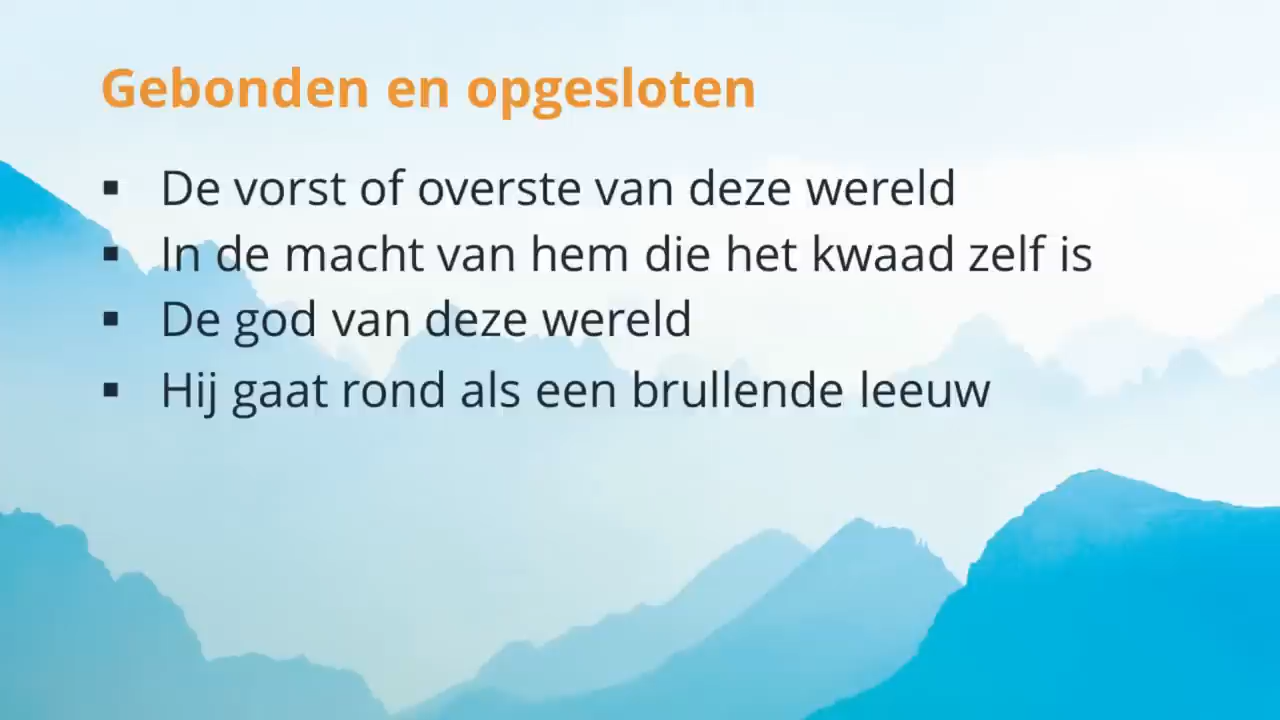 Gebonden en opgesloten
▪ De vorst of overste van deze wereld
▪ In de macht van hem die het kwaad zelf is
▪ De god van deze wereld
▪ Hij gaat rond als een brullende leeuw